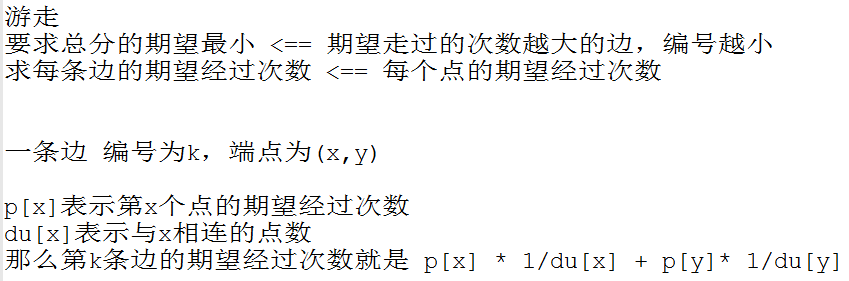 游走
要求总分的期望最小 <== 期望走过的次数越大的边，编号越小
求每条边的期望经过次数 <== 每个点的期望经过次数
一条边 编号为k，端点为(x,y)
p[x]表示第x个点的期望经过次数
du[x]表示与x相连的点数
那么第k条边的期望经过次数就是 p[x] * 1/du[x] + p[y]* 1/du[y]